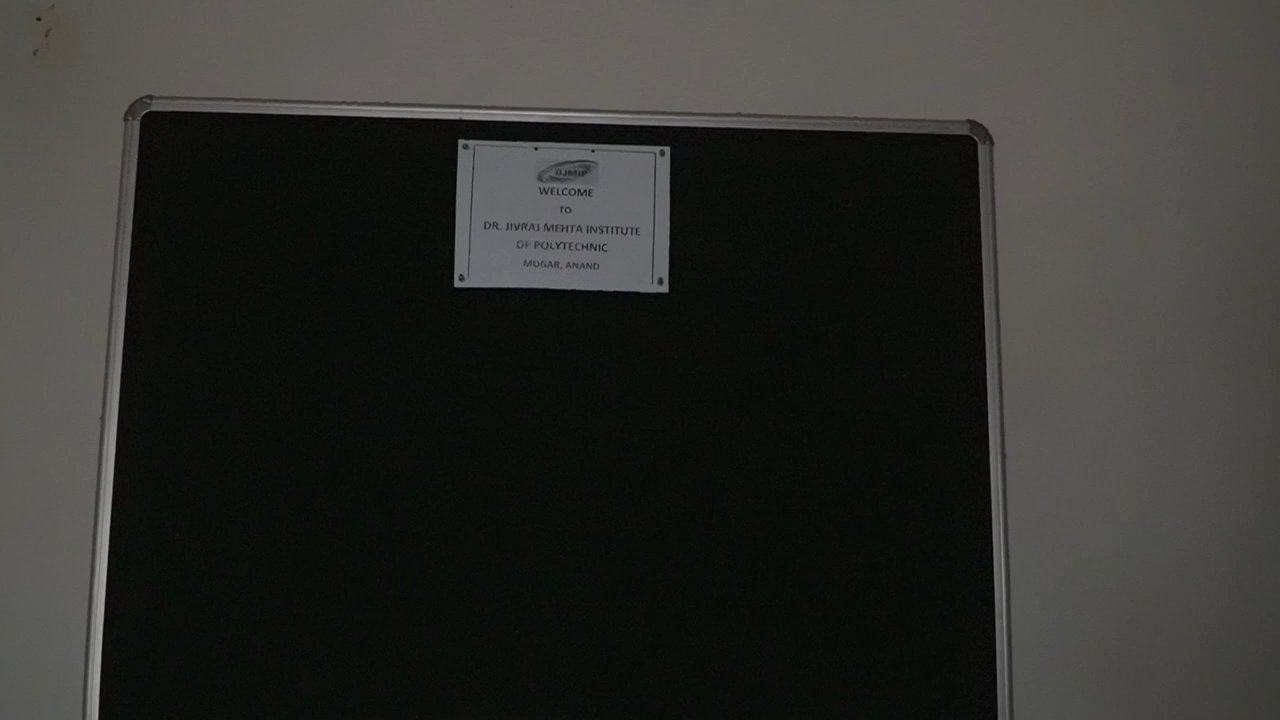 DJMIP
WELCOME
TO
DR. JIVRAJ MEHTA INSTITUTE
OF POLYTECHNIC
MOGAR, ANAND